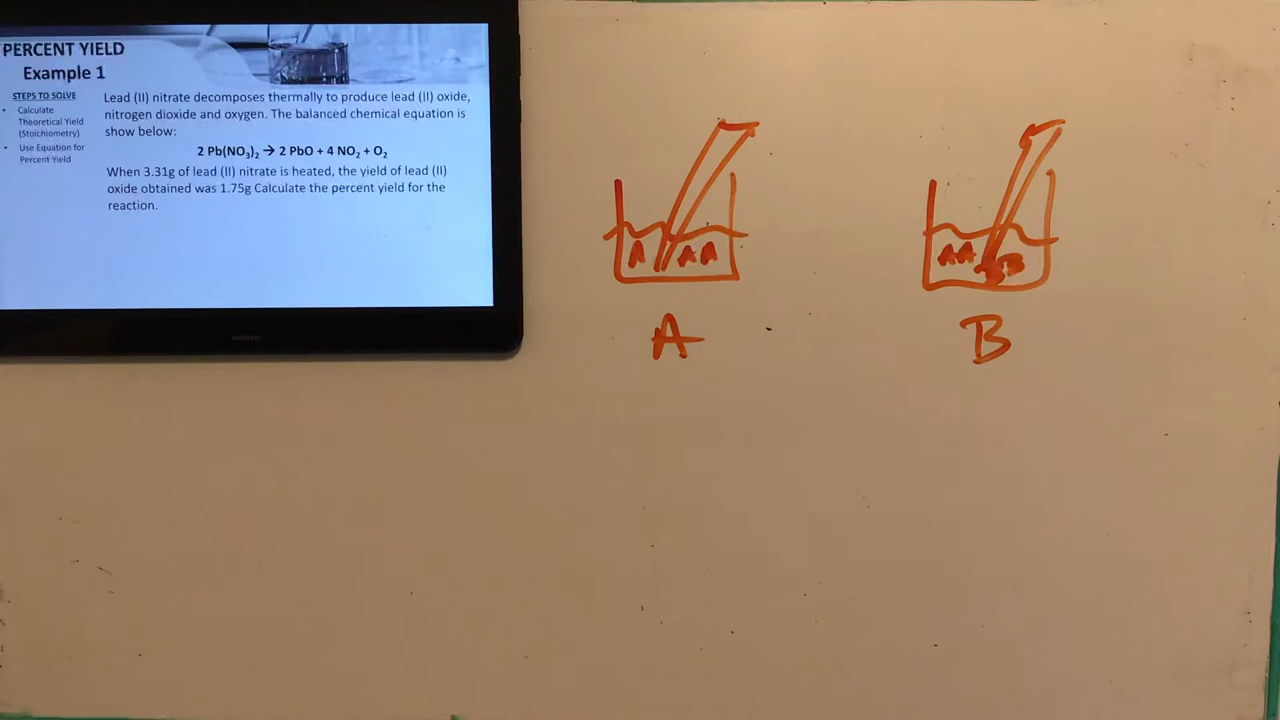 PERCENT YIELD
Example 1
STEPS TO SOLVE
• Calculate
Theoretical Yield
(Stoichiometry)
• Use Equation for
Percent Yield
Lead (II) nitrate decomposes thermally to produce lead (II) oxide,
nitrogen dioxide and oxygen. The balanced chemical equation is
show below:
2 Pb(NO₃)₂ → 2 PbO + 4 NO₂ + O₂
When 3.31g of lead (II) nitrate is heated, the yield of lead (II)
oxide obtained was 1.75g Calculate the percent yield for the
reaction.
A AA
A
AA
B